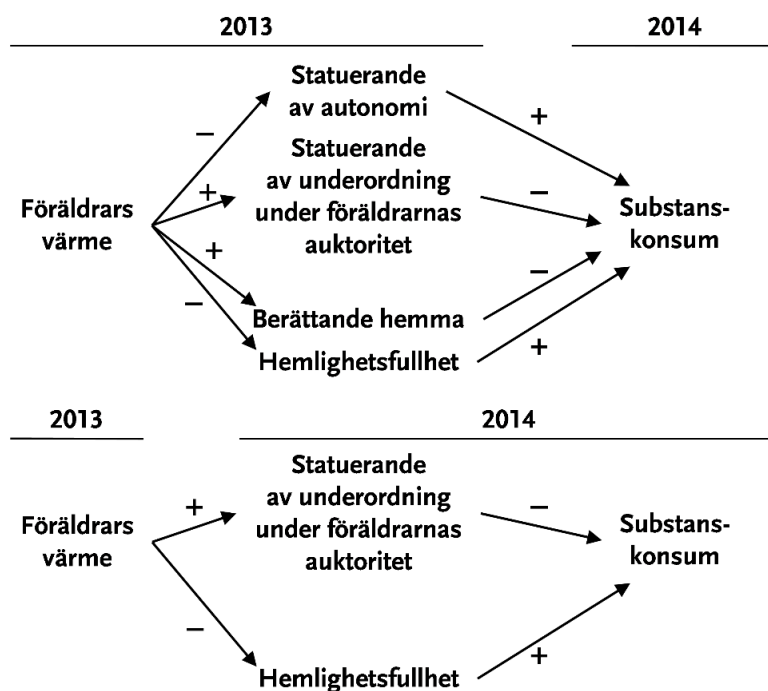 2013 2014
Statuerande
av autonomi
+
−
Statuerande
av underordning
under föräldrarnas
auktoritet
+
−
Föräldrars
värme
Substans-
konsum
+
−
−
Berättande hemma
Hemlighetsfullhet
+
2013 2014
Statuerande
av underordning
under föräldrarnas
auktoritet
+
−
Föräldrars
värme
Substans-
konsum
−
+
Hemlighetsfullhet